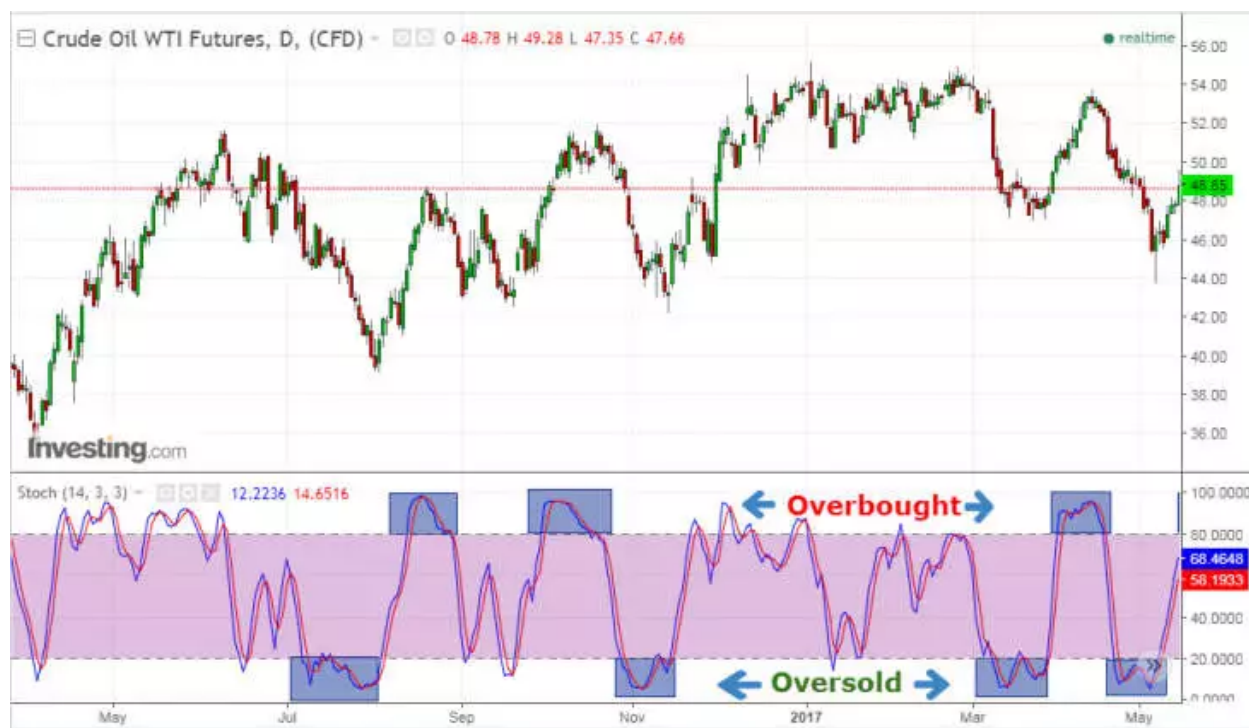 Crude Oil WTI Futures, D, (CFD) O 48.78 H 49.28 L 47.35 C 47.66
realtime
56.00
54.00
52.00
50.00
48.65
48.00
46.00
44.00
42.00
40.00
38.00
36.00
Investing.com
Stoch (14, 3, 3) 12.2236 14.6516
100.0000
Overbought
80.0000
68.4648
58.1933
40.0000
20.0000
Oversold
0.0000
May Jul Sep Nov 2017 Mar May